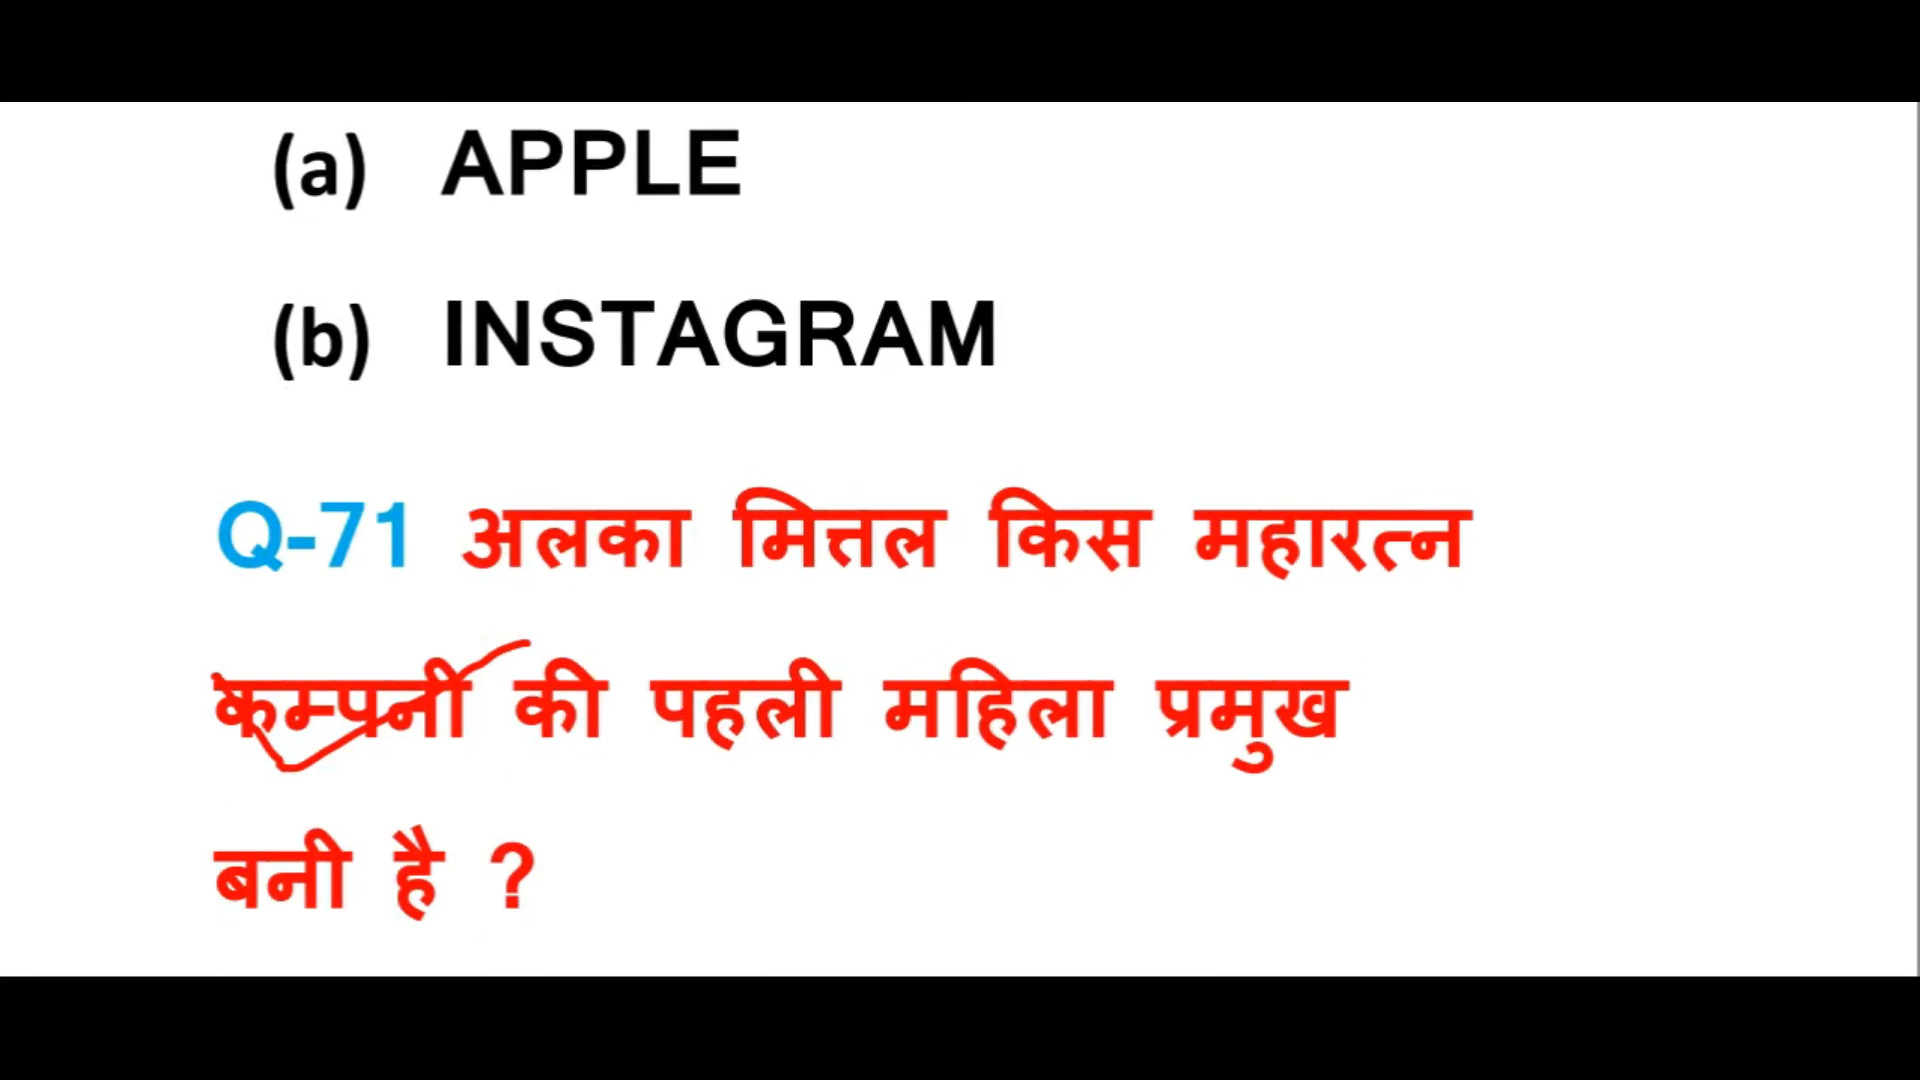 (a) APPLE
(b) INSTAGRAM
Q-71 अलका मित्तल किस महारत्न
कम्पनी की पहली महिला प्रमुख
बनी है ?